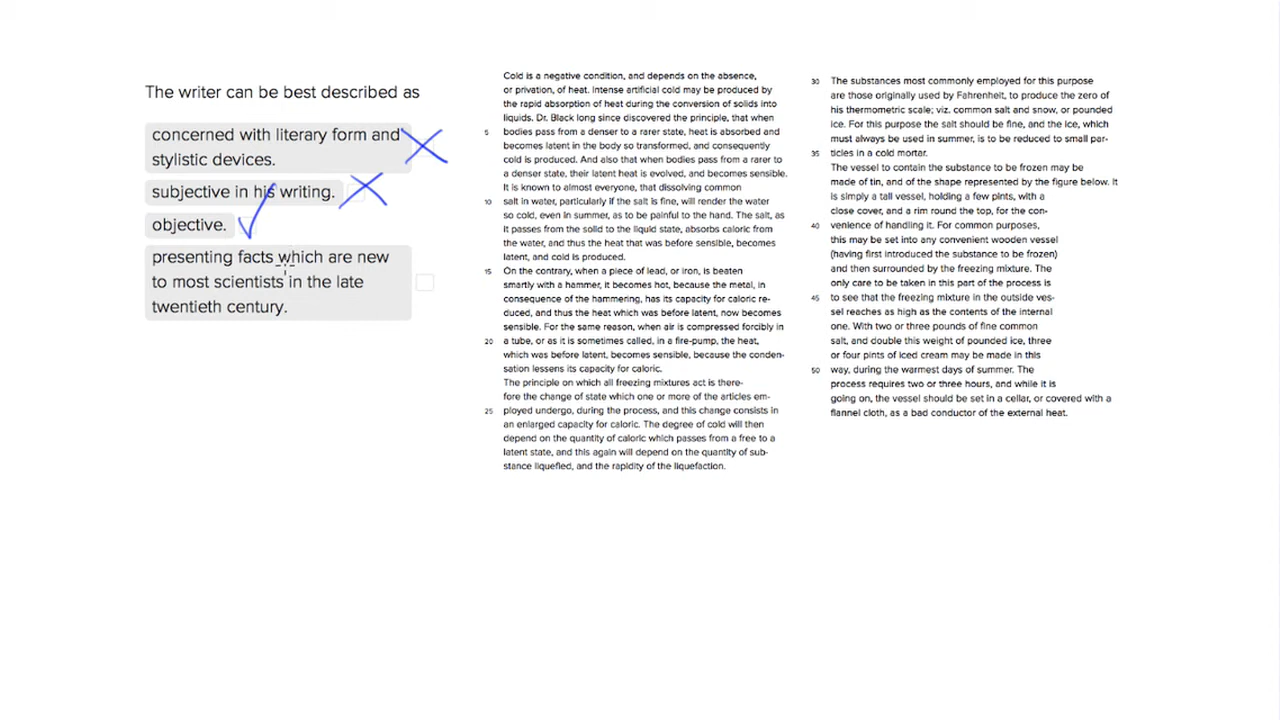 The writer can be best described as
concerned with literary form and
stylistic devices.
subjective in his writing.
objective.
presenting facts which are new
to most scientists in the late
twentieth century.
Cold is a negative condition, and depends on the absence,
or privation, of heat. Intense artificial cold may be produced by
the rapid absorption of heat during the conversion of solids into
liquids. Dr. Black long since discovered the principle, that when
5 bodies pass from a denser to a rarer state, heat is absorbed and
becomes latent in the body so transformed, and consequently
cold is produced. And also that when bodies pass from a rarer to
a denser state, their latent heat is evolved, and becomes sensible.
It is known to almost everyone, that dissolving common
10 salt in water, particularly if the salt is fine, will render the water
so cold, even in summer, as to be painful to the hand. The salt, as
it passes from the solid to the liquid state, absorbs caloric from
the water, and thus the heat that was before sensible, becomes
latent, and cold is produced.
15 On the contrary, when a piece of lead, or iron, is beaten
smartly with a hammer, it becomes hot, because the metal, in
consequence of the hammering, has its capacity for caloric re-
duced, and thus the heat which was before latent, now becomes
sensible. For the same reason, when air is compressed forcibly in
20 a tube, or as it is sometimes called, in a fire-pump, the heat,
which was before latent, becomes sensible, because the conden-
sation lessens its capacity for caloric.
The principle on which all freezing mixtures act is there-
fore the change of state which one or more of the articles em-
25 ployed undergo, during the process, and this change consists in
an enlarged capacity for caloric. The degree of cold will then
depend on the quantity of caloric which passes from a free to a
latent state, and this again will depend on the quantity of sub-
stance liquefied, and the rapidity of the liquefaction.
30 The substances most commonly employed for this purpose
are those originally used by Fahrenheit, to produce the zero of
his thermometric scale; viz. common salt and snow, or pounded
ice. For this purpose the salt should be fine, and the ice, which
must always be used in summer, is to be reduced to small par-
35 ticles in a cold mortar.
The vessel to contain the substance to be frozen may be
made of tin, and of the shape represented by the figure below. It
is simply a tall vessel, holding a few pints, with a
close cover, and a rim round the top, for the con-
40 venience of handling it. For common purposes,
this may be set into any convenient wooden vessel
(having first introduced the substance to be frozen)
and then surrounded by the freezing mixture. The
only care to be taken in this part of the process is
45 to see that the freezing mixture in the outside ves-
sel reaches as high as the contents of the internal
one. With two or three pounds of fine common
salt, and double this weight of pounded ice, three
or four pints of iced cream may be made in this
50 way, during the warmest days of summer. The
process requires two or three hours, and while it is
going on, the vessel should be set in a cellar, or covered with a
flannel cloth, as a bad conductor of the external heat.